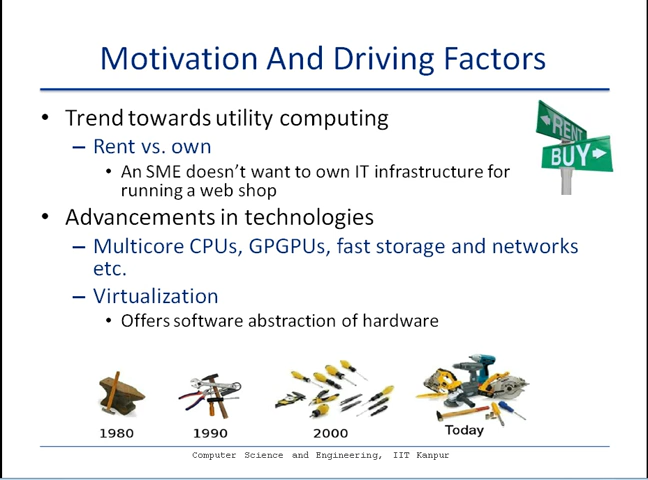 Motivation And Driving Factors
• Trend towards utility computing
– Rent vs. own
• An SME doesn't want to own IT infrastructure for
running a web shop
RENT
BUY
• Advancements in technologies
– Multicore CPUs, GPGPUs, fast storage and networks
etc.
– Virtualization
• Offers software abstraction of hardware
1980
1990
2000
Today
Computer Science and Engineering, IIT Kanpur